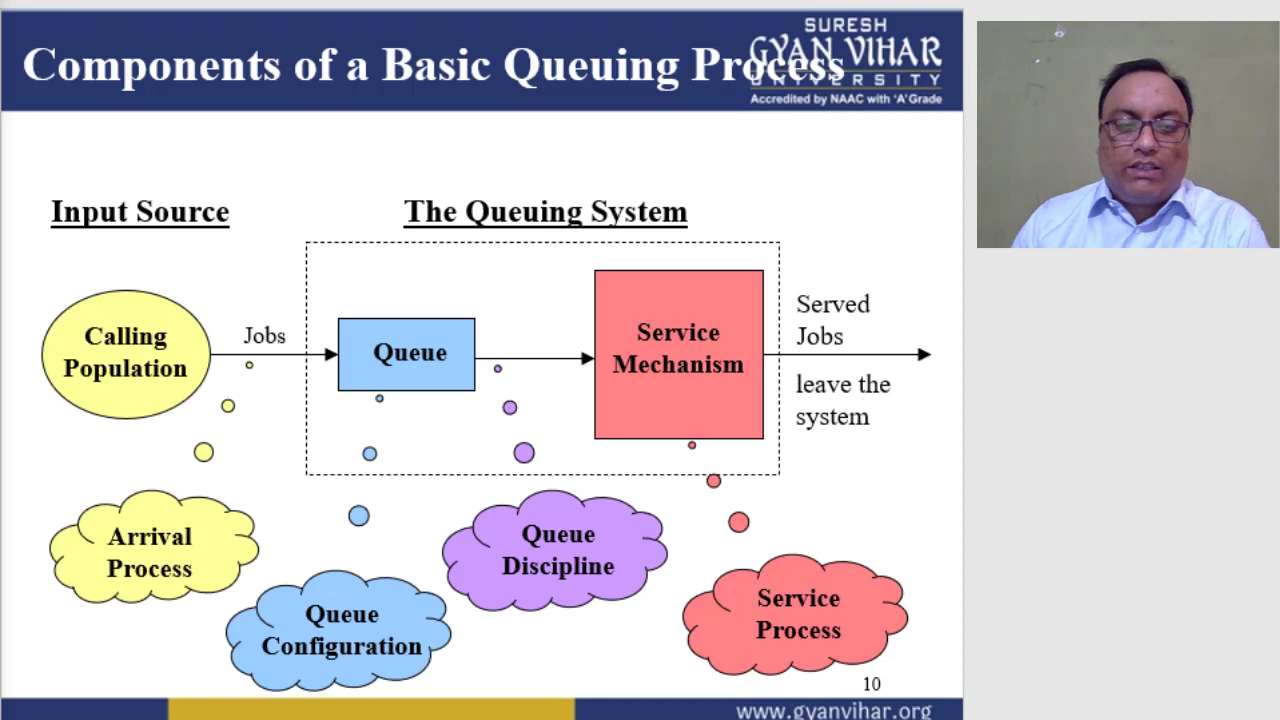 Components of a Basic Queuing Process
SURESH
GYAN VIHAR
UNIVERSITY
Accredited by NAAC with 'A' Grade
Input Source
The Queuing System
Calling
Population
Jobs
Queue
Service
Mechanism
Served
Jobs
leave the
system
Arrival
Process
Queue
Configuration
Queue
Discipline
Service
Process
10
www.gyanvihar.org